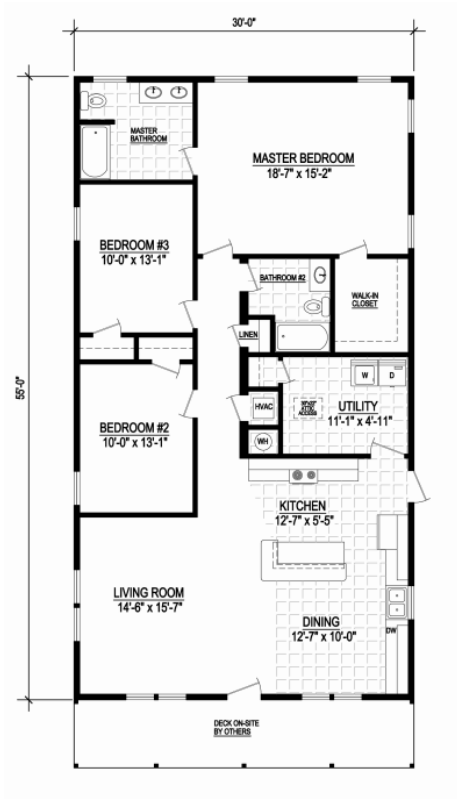 30'-0"
MASTER
BATHROOM
MASTER BEDROOM
18'-7" x 15'-2"
BEDROOM #3
10'-0" x 13'-1"
BATHROOM #2
WALK-IN
CLOSET
LINEN
55'-0"
W
D
HVAC
ATTIC
ACCESS
UTILITY
11'-1" x 4'-11"
BEDROOM #2
10'-0" x 13'-1"
WH
KITCHEN
12'-7" x 5'-5"
LIVING ROOM
14'-6" x 15'-7"
DINING
12'-7" x 10'-0"
DW
DECK ON-SITE
BY OTHERS